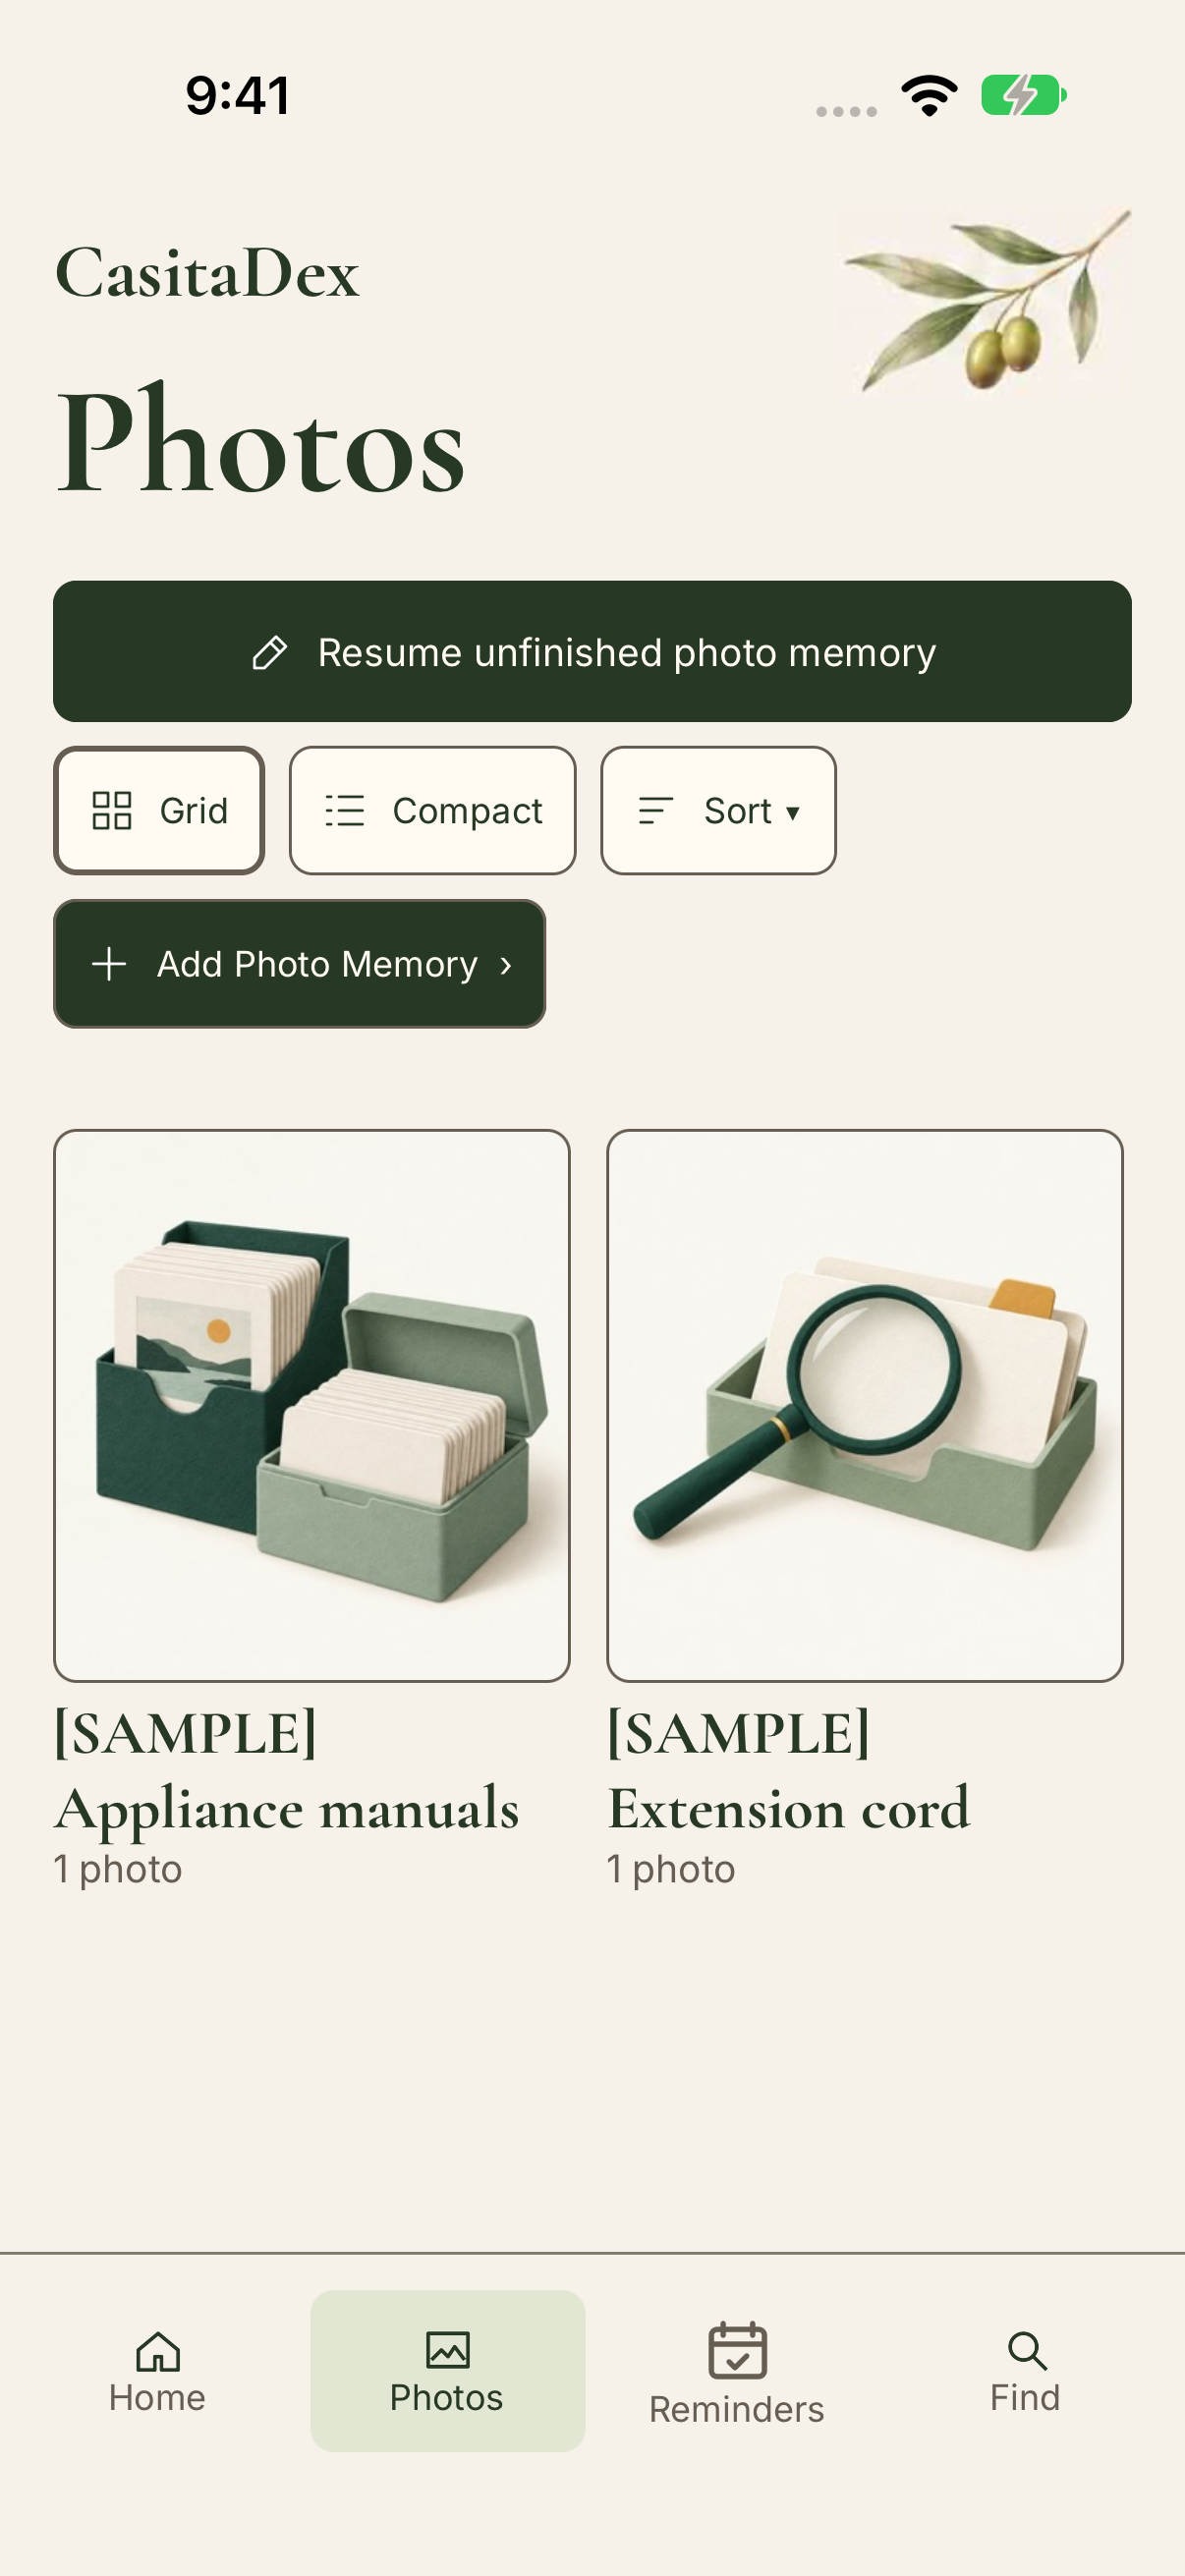 9:41
CasitaDex
Photos
Resume unfinished photo memory
Grid
Compact
Sort ▾
Add Photo Memory ›
[SAMPLE]
Appliance manuals
1 photo
[SAMPLE]
Extension cord
1 photo
Home
Photos
Reminders
Find